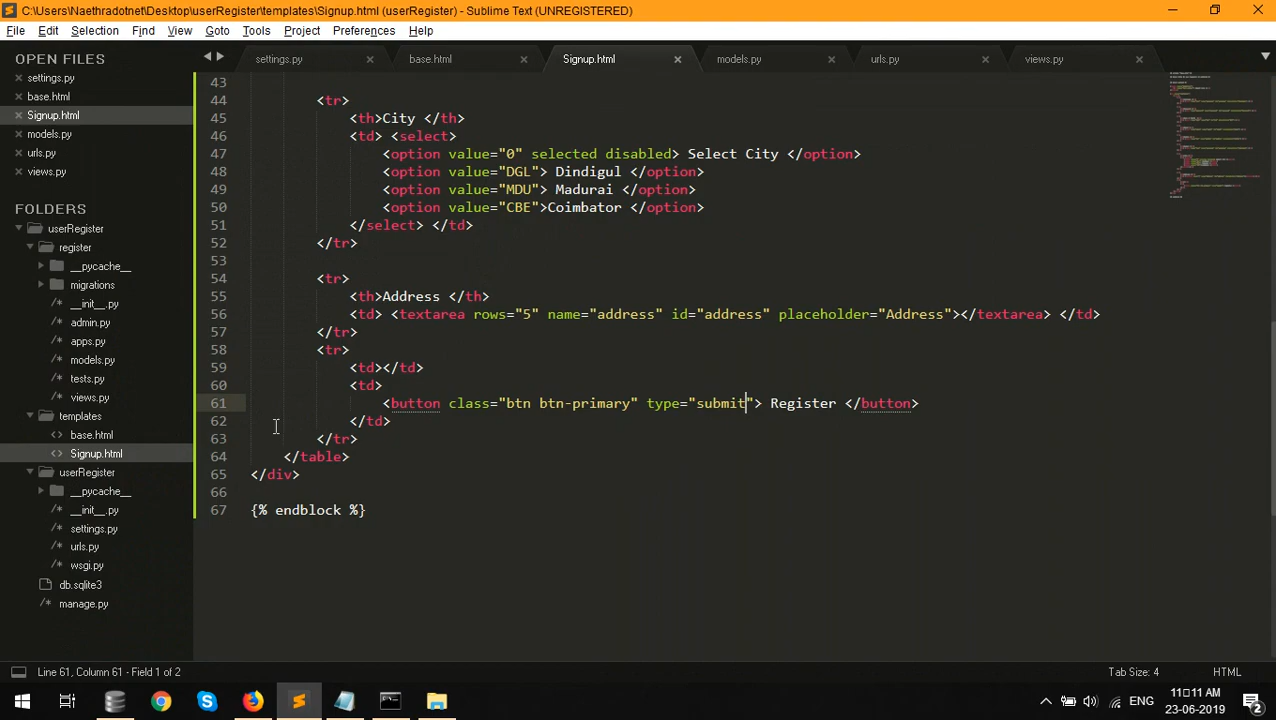 C:\Users\Naethradotnet\Desktop\userRegister\templates\Signup.html (userRegister) - Sublime Text (UNREGISTERED)
File Edit Selection Find View Goto Tools Project Preferences Help
OPEN FILES
settings.py
base.html
Signup.html
models.py
urls.py
views.py
FOLDERS
userRegister
register
__pycache__
migrations
__init__.py
admin.py
apps.py
models.py
tests.py
views.py
templates
base.html
Signup.html
userRegister
__pycache__
__init__.py
settings.py
urls.py
wsgi.py
db.sqlite3
manage.py
settings.py base.html Signup.html models.py urls.py views.py
43
44 <tr>
45 <th>City </th>
46 <td> <select>
47 <option value="0" selected disabled> Select City </option>
48 <option value="DGL"> Dindigul </option>
49 <option value="MDU"> Madurai </option>
50 <option value="CBE">Coimbator </option>
51 </select> </td>
52 </tr>
53
54 <tr>
55 <th>Address </th>
56 <td> <textarea rows="5" name="address" id="address" placeholder="Address"></textarea> </td>
57 </tr>
58 <tr>
59 <td></td>
60 <td>
61 <button class="btn btn-primary" type="submit"> Register </button>
62 </td>
63 </tr>
64 </table>
65 </div>
66
67 {% endblock %}
Line 61, Column 61 - Field 1 of 2 Tab Size: 4 HTML
ENG
11:11 AM
23-06-2019
2